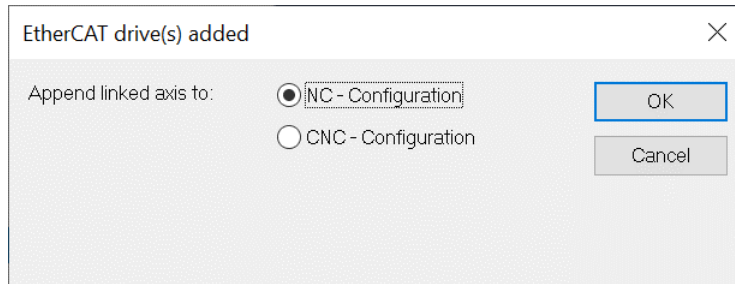 EtherCAT drive(s) added
Append linked axis to:
NC - Configuration
OK
CNC - Configuration
Cancel